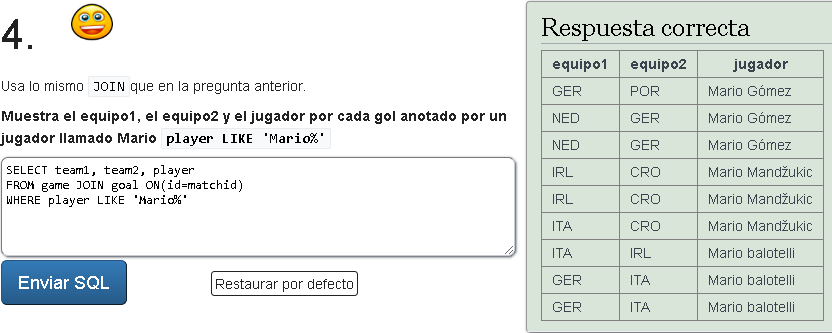 4.
Usa lo mismo JOIN que en la pregunta anterior.
Muestra el equipo1, el equipo2 y el jugador por cada gol anotado por un
jugador llamado Mario player LIKE 'Mario%'
SELECT team1, team2, player
FROM game JOIN goal ON(id=matchid)
WHERE player LIKE 'Mario%'
Enviar SQL
Restaurar por defecto
Respuesta correcta
equipo1 equipo2 jugador
GER POR Mario Gómez
NED GER Mario Gómez
NED GER Mario Gómez
IRL CRO Mario Mandžukic
IRL CRO Mario Mandžukic
ITA CRO Mario Mandžukic
ITA IRL Mario balotelli
GER ITA Mario balotelli
GER ITA Mario balotelli